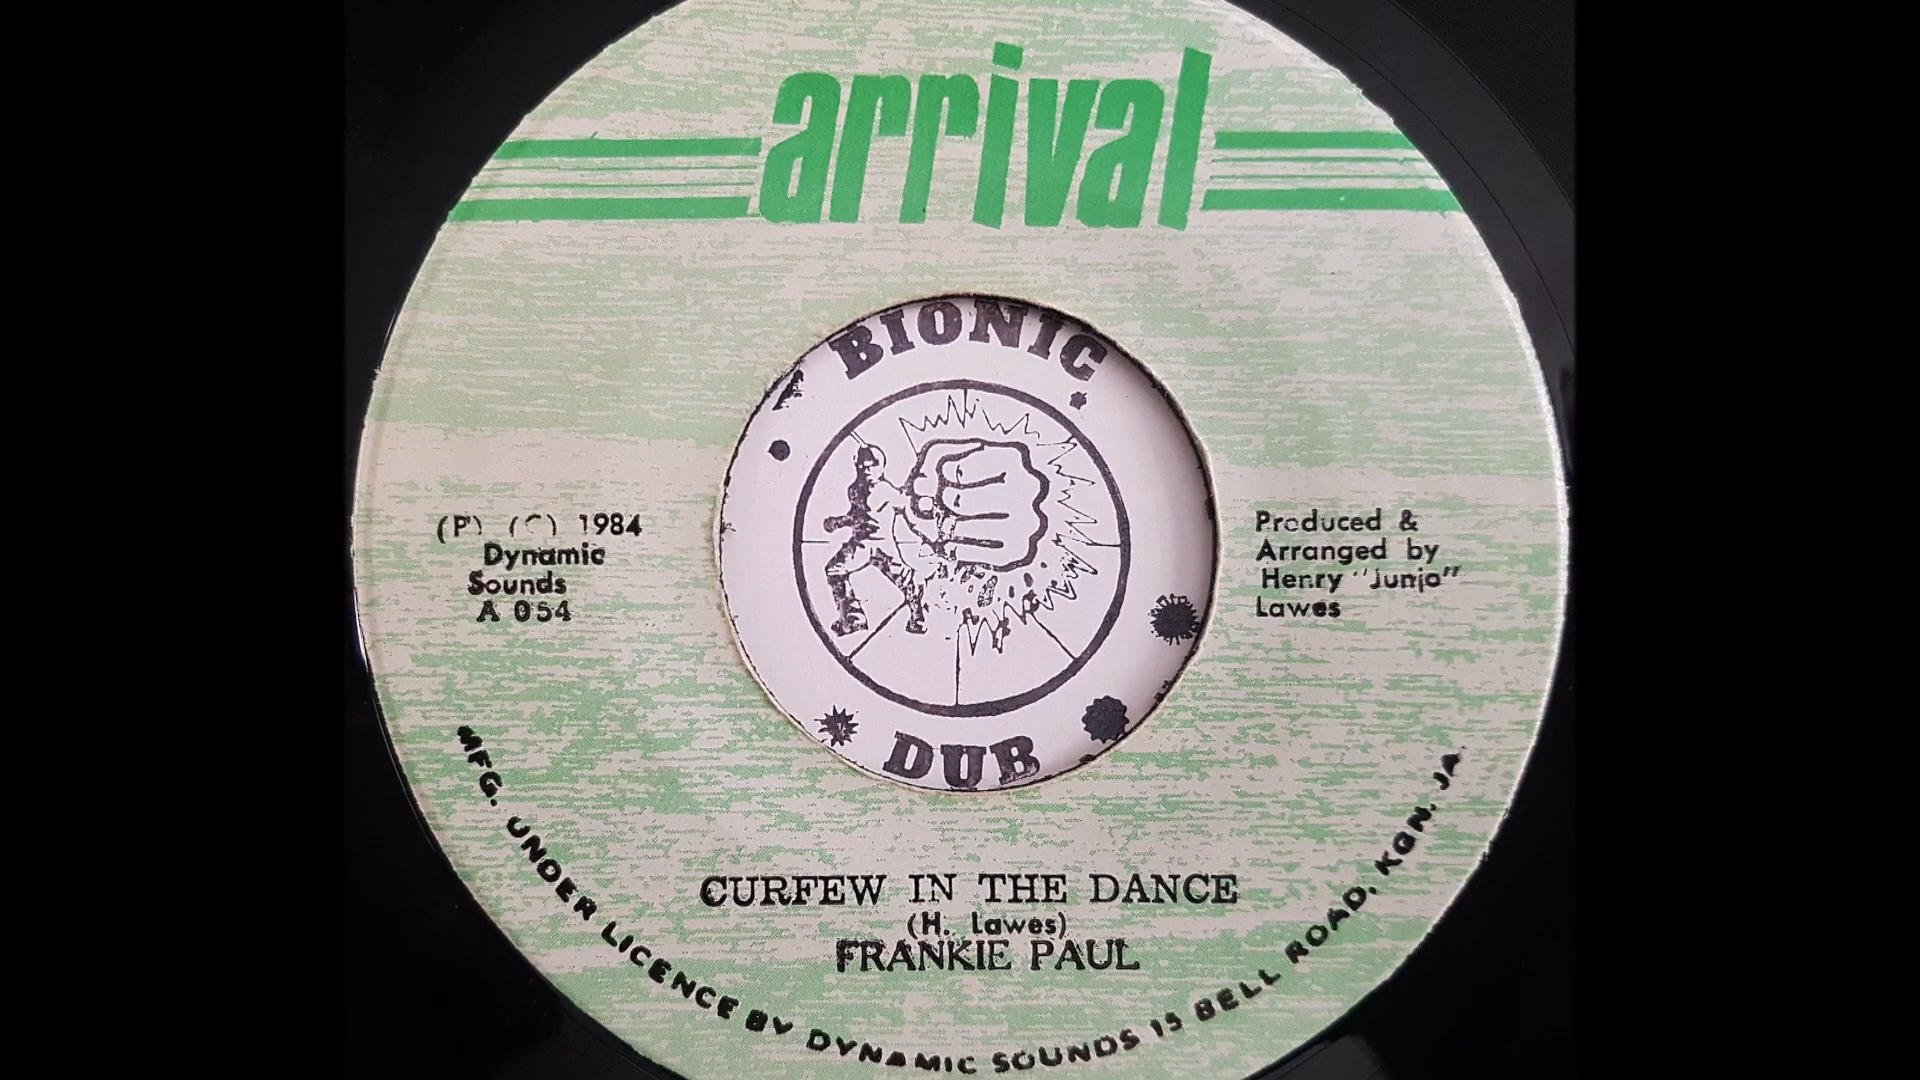 arrival
BIONIC
DUB
(P) (C) 1984
Dynamic
Sounds
A 054
Produced &
Arranged by
Henry "Junjo"
Lawes
CURFEW IN THE DANCE
(H. Lawes)
FRANKIE PAUL
MFG. UNDER LICENCE BY DYNAMIC SOUNDS 15 BELL ROAD. KGN. JA.